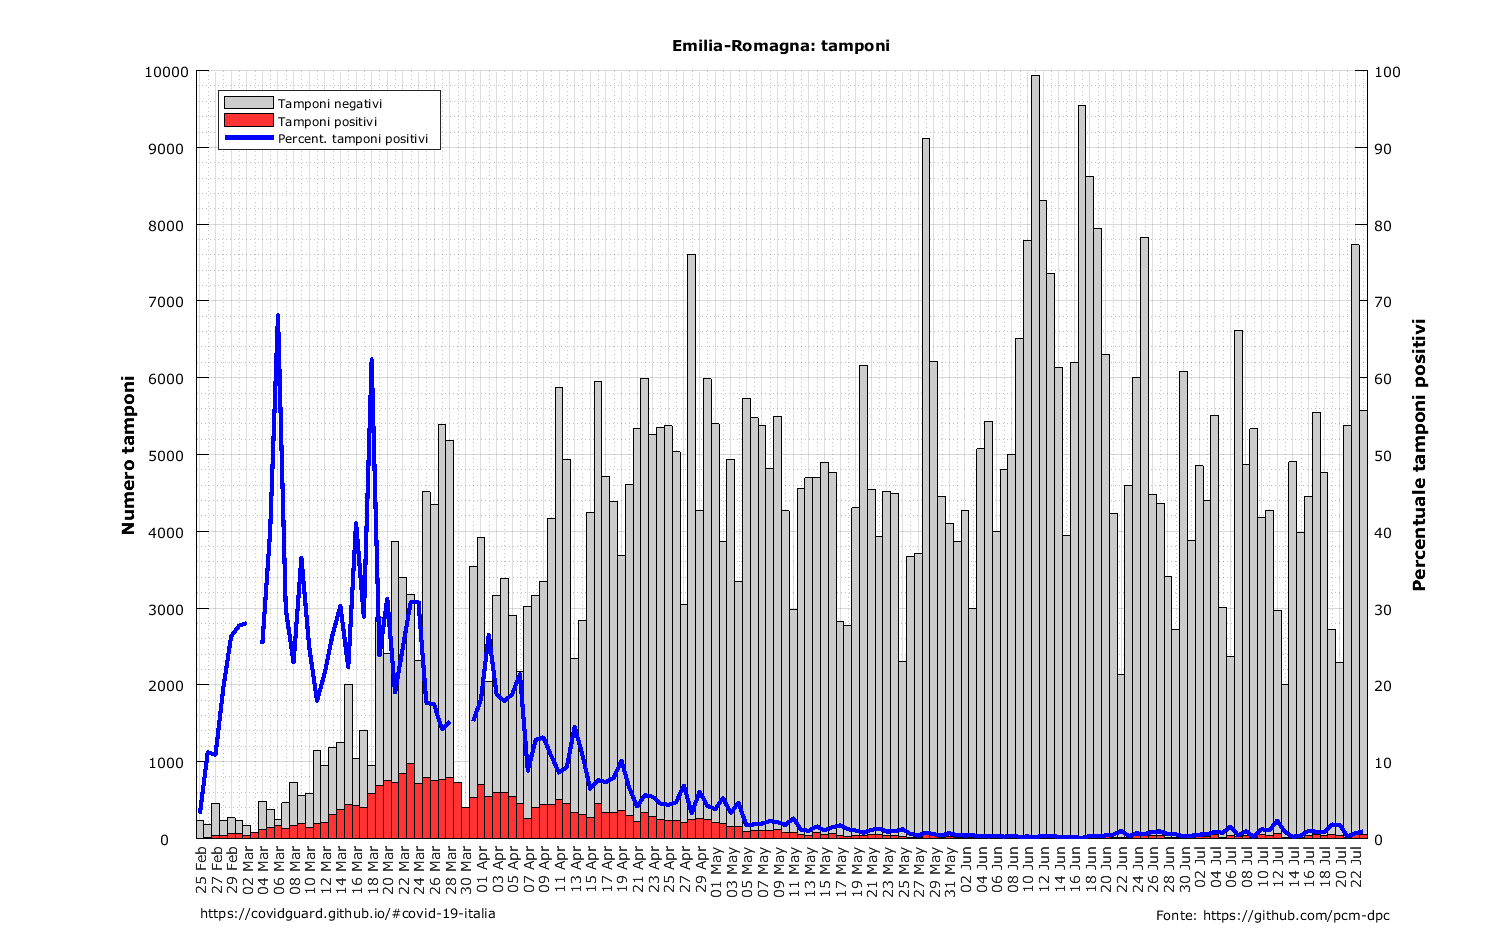 Emilia-Romagna: tamponi
Tamponi negativi
Tamponi positivi
Percent. tamponi positivi
Numero tamponi
10000
9000
8000
7000
6000
5000
4000
3000
2000
1000
0
Percentuale tamponi positivi
100
90
80
70
60
50
40
30
20
10
0
25 Feb
27 Feb
29 Feb
02 Mar
04 Mar
06 Mar
08 Mar
10 Mar
12 Mar
14 Mar
16 Mar
18 Mar
20 Mar
22 Mar
24 Mar
26 Mar
28 Mar
30 Mar
01 Apr
03 Apr
05 Apr
07 Apr
09 Apr
11 Apr
13 Apr
15 Apr
17 Apr
19 Apr
21 Apr
23 Apr
25 Apr
27 Apr
29 Apr
01 May
03 May
05 May
07 May
09 May
11 May
13 May
15 May
17 May
19 May
21 May
23 May
25 May
27 May
29 May
31 May
02 Jun
04 Jun
06 Jun
08 Jun
10 Jun
12 Jun
14 Jun
16 Jun
18 Jun
20 Jun
22 Jun
24 Jun
26 Jun
28 Jun
30 Jun
02 Jul
04 Jul
06 Jul
08 Jul
10 Jul
12 Jul
14 Jul
16 Jul
18 Jul
20 Jul
22 Jul
https://covidguard.github.io/#covid-19-italia
Fonte: https://github.com/pcm-dpc